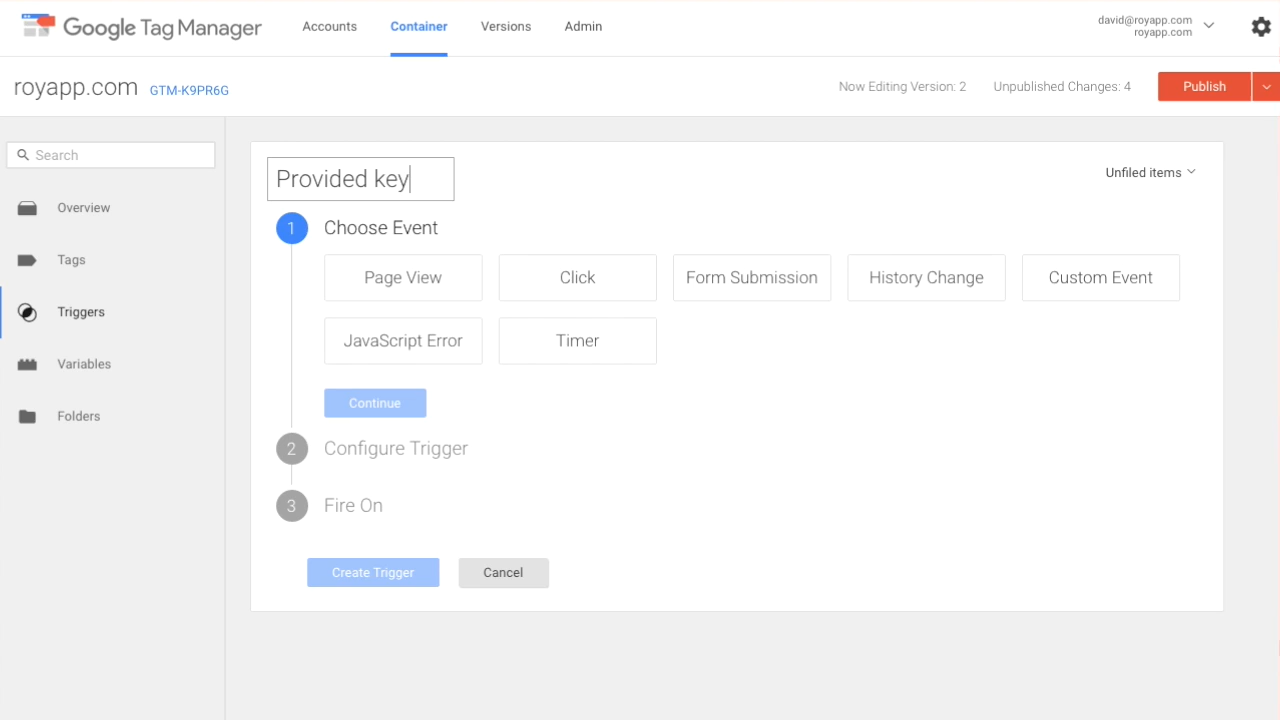 Google Tag Manager
Accounts
Container
Versions
Admin
david@royapp.com
royapp.com
royapp.com GTM-K9PR6G
Now Editing Version: 2
Unpublished Changes: 4
Publish
Search
Overview
Tags
Triggers
Variables
Folders
Provided key
Unfiled items
1 Choose Event
Page View
Click
Form Submission
History Change
Custom Event
JavaScript Error
Timer
Continue
2 Configure Trigger
3 Fire On
Create Trigger
Cancel